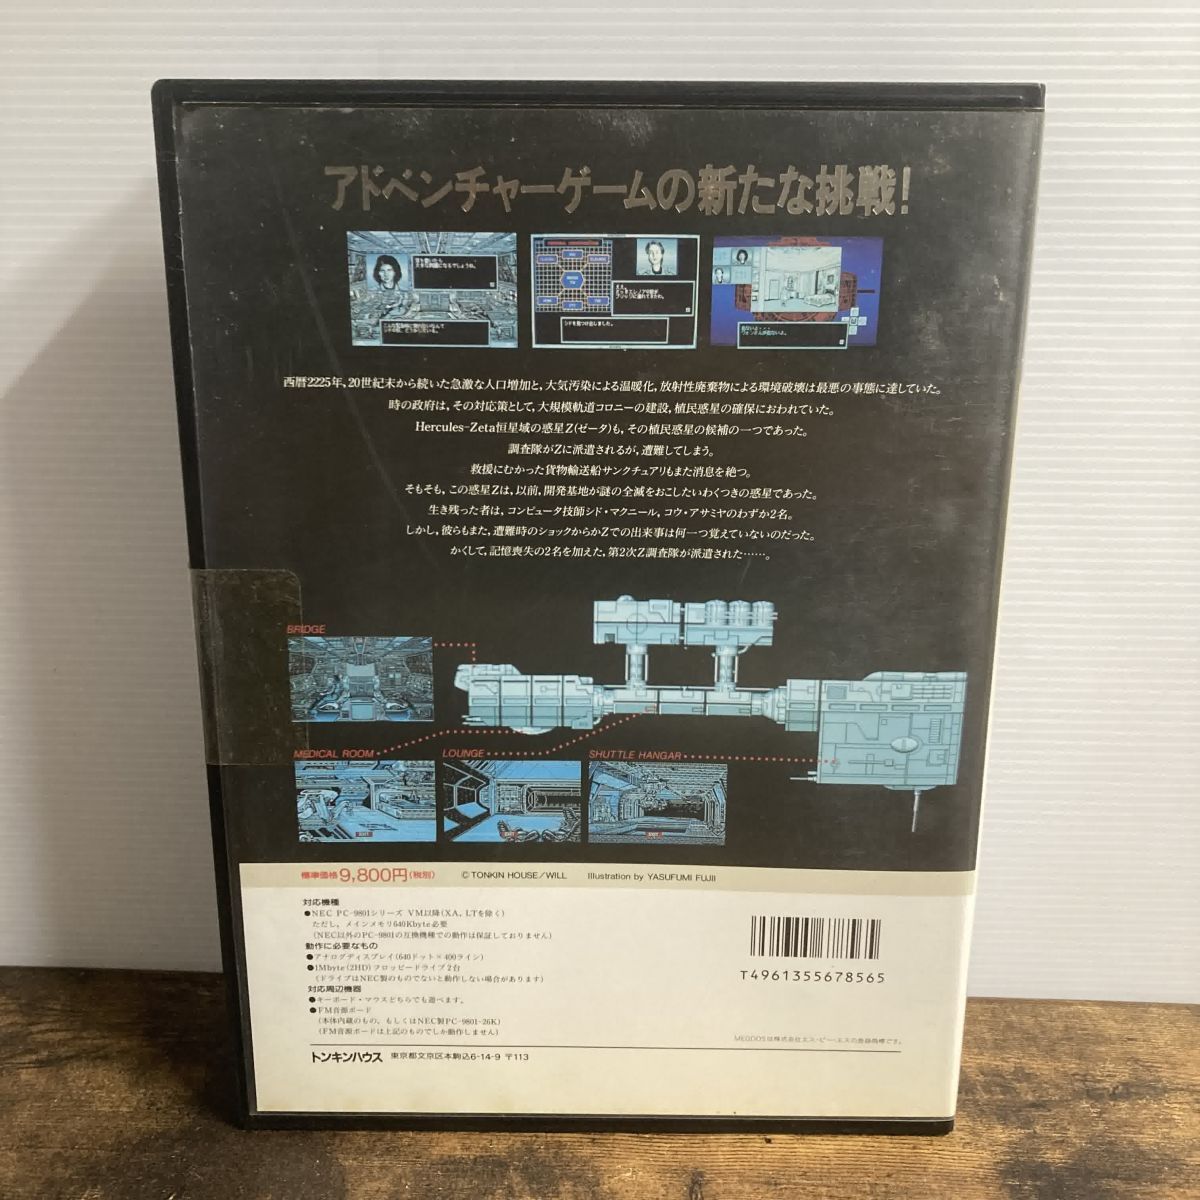 アドベンチャーゲームの新たな挑戦!
西暦2225年、20世紀末から続いた急激な人口増加と、大気汚染による温暖化、放射性廃棄物による環境破壊は最悪の事態に達していた。
時の政府は、その対応策として、大規模軌道コロニーの建設、植民惑星の確保におわれていた。
Hercules-Zeta恒星域の惑星Z(ゼータ)も、その植民惑星の候補の一つであった。
調査隊がZに派遣されるが、遭難してしまう。
救援にむかった貨物輸送船サンクチュアリもまた消息を絶つ。
そもそも、この惑星Zは、以前、開発基地が謎の全滅をおこしたいわくつきの惑星であった。
生き残った者は、コンピュータ技師シド・マクニール、コウ・アサミヤのわずか2名。
しかし、彼らもまた、遭難時のショックからかZでの出来事は何一つ覚えていないのだった。
かくして、記憶喪失の2名を加えた、第2次Z調査隊が派遣された……。
BRIDGE
MEDICAL ROOM
LOUNGE
SHUTTLE HANGAR
EXIT
EXIT
EXIT
標準価格9,800円(税別) © TONKIN HOUSE/WILL Illustration by YASUFUMI FUJII
対応機種
●NEC PC-9801シリーズ VM以降(XA、LTを除く)
ただし、メインメモリ640Kbyte必要
(NEC以外のPC-9801の互換機種での動作は保証しておりません)
動作に必要なもの
●アナログディスプレイ(640ドット×400ライン)
●1Mbyte(2HD)フロッピードライブ2台
(ドライブはNEC製のものでないと動作しない場合があります)
対応周辺機器
●キーボード・マウスどちらでも遊べます。
●FM音源ボード
(本体内蔵のもの、もしくはNEC製PC-9801-26K)
(FM音源ボードは上記のものでしか動作しません)
T4961355678565
MEGDOSは株式会社エス・ピー・エスの登録商標です。
トンキンハウス 東京都文京区本駒込6-14-9 〒113